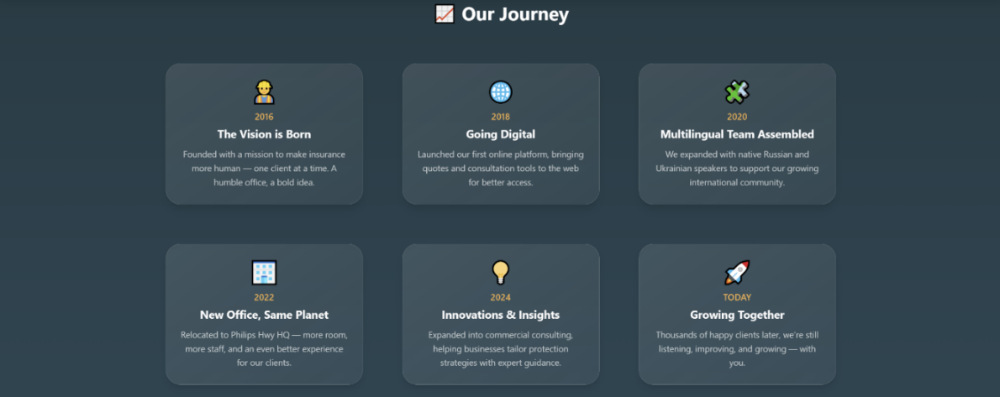 📈 Our Journey
2016
The Vision is Born
Founded with a mission to make insurance
more human — one client at a time. A
humble office, a bold idea.
2018
Going Digital
Launched our first online platform, bringing
quotes and consultation tools to the web
for better access.
2020
Multilingual Team Assembled
We expanded with native Russian and
Ukrainian speakers to support our growing
international community.
2022
New Office, Same Planet
Relocated to Philips Hwy HQ — more room,
more staff, and an even better experience
for our clients.
2024
Innovations & Insights
Expanded into commercial consulting,
helping businesses tailor protection
strategies with expert guidance.
TODAY
Growing Together
Thousands of happy clients later, we're still
listening, improving, and growing — with
you.